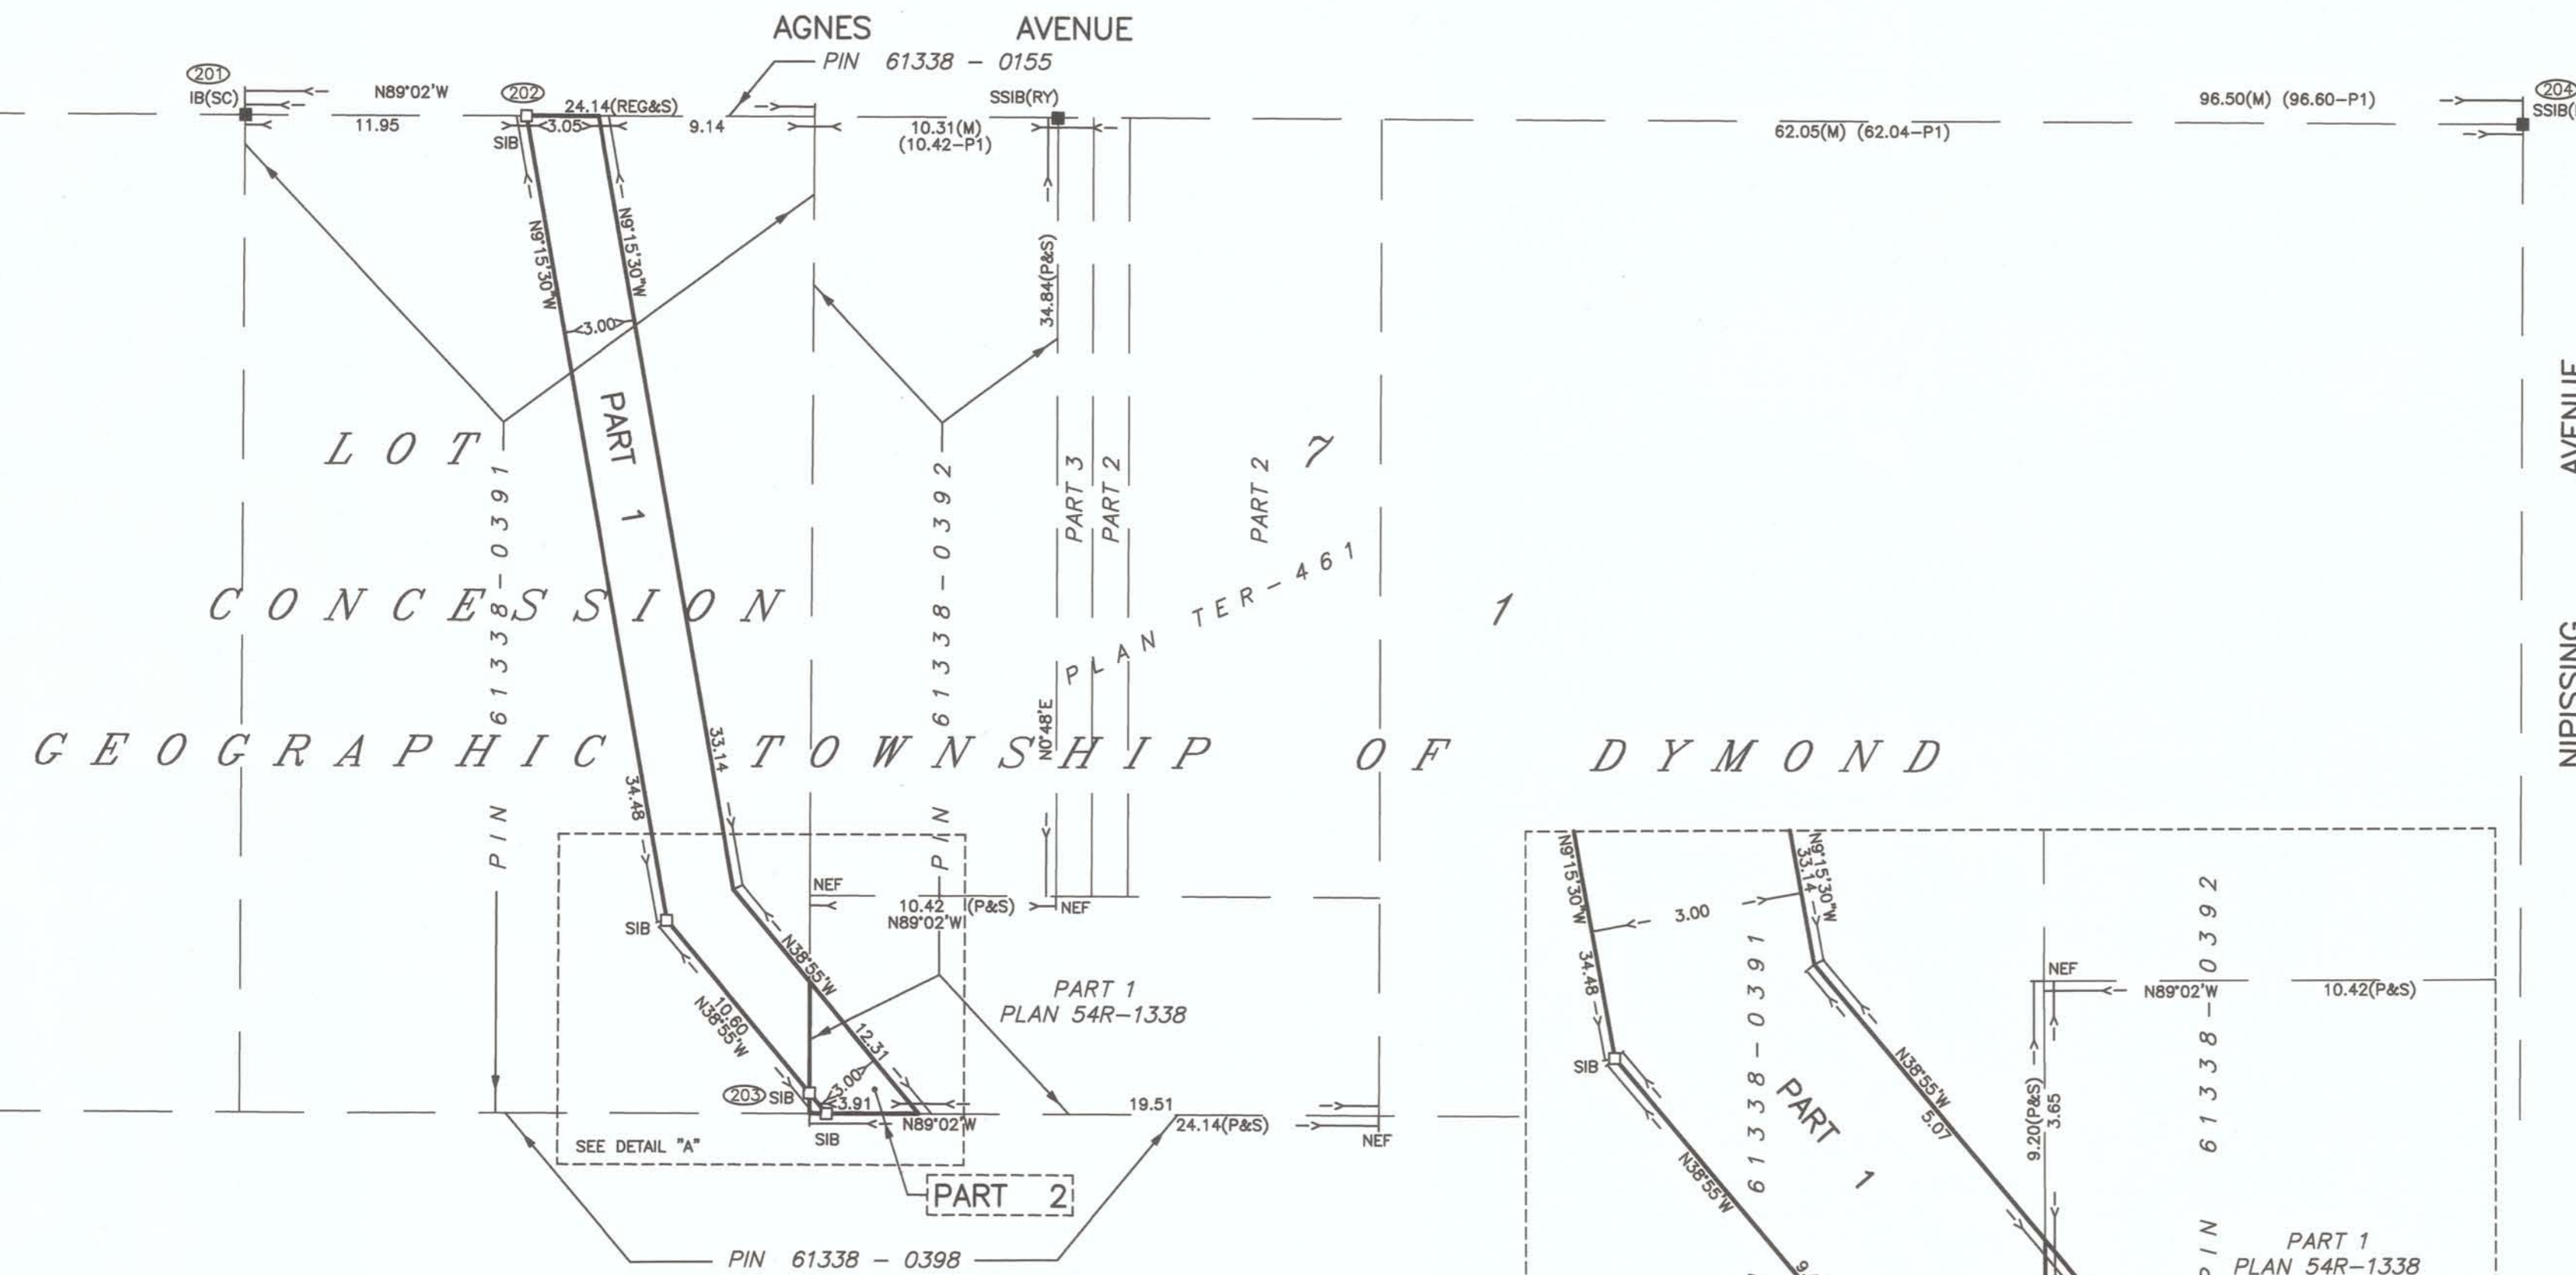 AGNES AVENUE
PIN 61338 - 0155
201
IB(SC)
N89°02'W
11.95
202
SIB
24.14(REG&S)
3.05
9.14
SSIB(RY)
10.31(M)
(10.42-P1)
96.50(M) (96.60-P1)
62.05(M) (62.04-P1)
204
SSIB(
N9°15'30"W
N9°15'30"W
3.00
34.84(P&S)
PART 1
LOT 7
PIN 61338-0391
PIN 61338-0392
PART 3
PART 2
PART 2
PLAN TER-461
CONCESSION 1
N0°48'E
GEOGRAPHIC TOWNSHIP OF DYMOND
NIPISSING AVENUE
33.14
34.48
SIB
NEF
10.42 (P&S)
N89°02'W
NEF
N38°55'W
10.60
N38°55'W
12.31
3.00
PART 1
PLAN 54R-1338
203
SIB
3.91
SIB
N89°02'W
19.51
24.14(P&S)
NEF
SEE DETAIL "A"
PART 2
PIN 61338 - 0398
N9°15'30"W
33.14
N9°15'30"W
3.00
34.48
SIB
61338-0391
PART 1
N38°55'W
5.07
N38°55'W
NEF
N89°02'W
10.42(P&S)
9.20(P&S)
3.65
PIN 61338-0392
PART 1
PLAN 54R-1338